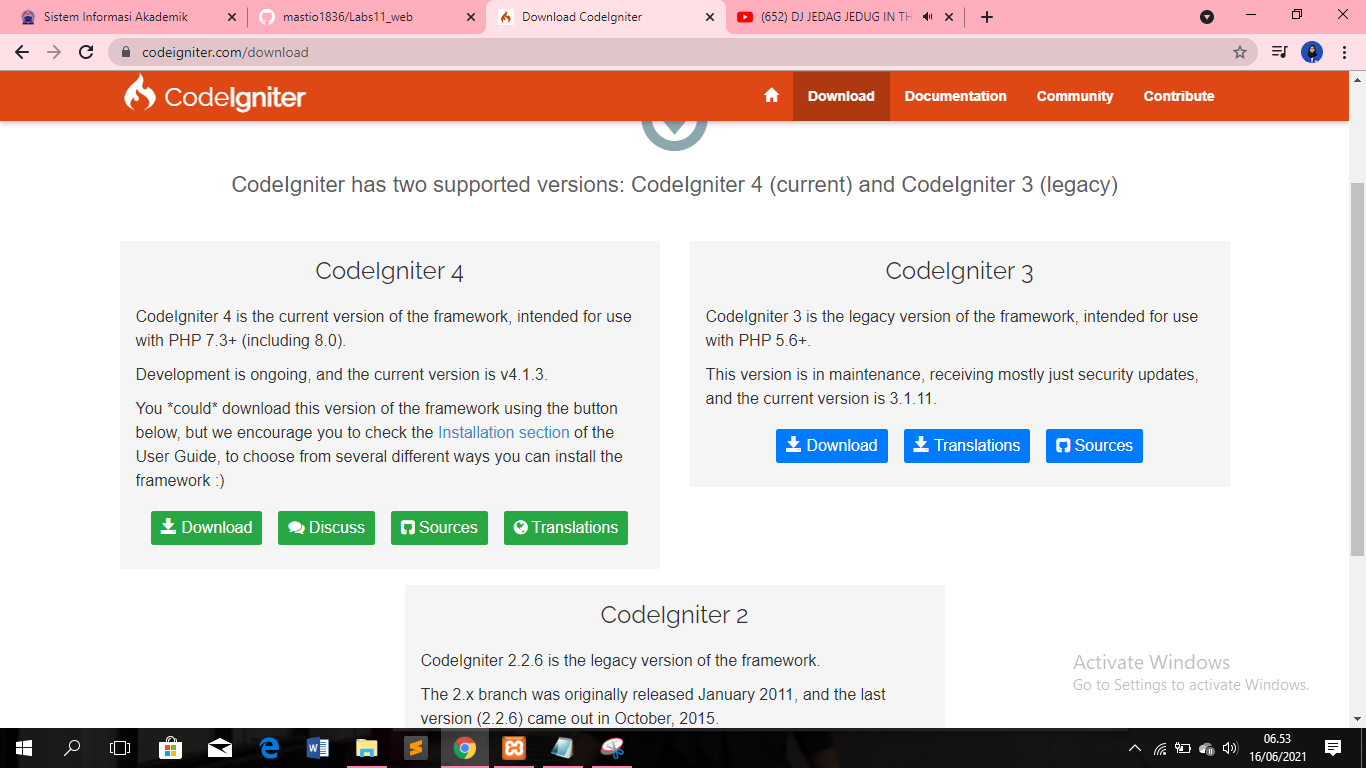 Sistem Informasi Akademik
mastio1836/Labs11_web
Download CodeIgniter
(652) DJ JEDAG JEDUG IN TH
codeigniter.com/download
CodeIgniter
Download
Documentation
Community
Contribute
CodeIgniter has two supported versions: CodeIgniter 4 (current) and CodeIgniter 3 (legacy)
CodeIgniter 4
CodeIgniter 4 is the current version of the framework, intended for use
with PHP 7.3+ (including 8.0).
Development is ongoing, and the current version is v4.1.3.
You *could* download this version of the framework using the button
below, but we encourage you to check the Installation section of the
User Guide, to choose from several different ways you can install the
framework :)
Download
Discuss
Sources
Translations
CodeIgniter 3
CodeIgniter 3 is the legacy version of the framework, intended for use
with PHP 5.6+.
This version is in maintenance, receiving mostly just security updates,
and the current version is 3.1.11.
Download
Translations
Sources
CodeIgniter 2
CodeIgniter 2.2.6 is the legacy version of the framework.
The 2.x branch was originally released January 2011, and the last
version (2.2.6) came out in October, 2015.
Activate Windows
Go to Settings to activate Windows.
06.53
16/06/2021